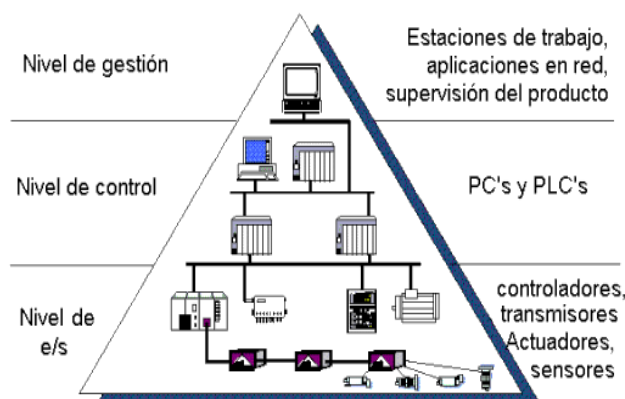 Nivel de gestión
Estaciones de trabajo,
aplicaciones en red,
supervisión del producto
Nivel de control
PC's y PLC's
Nivel de
e/s
controladores,
transmisores
Actuadores,
sensores